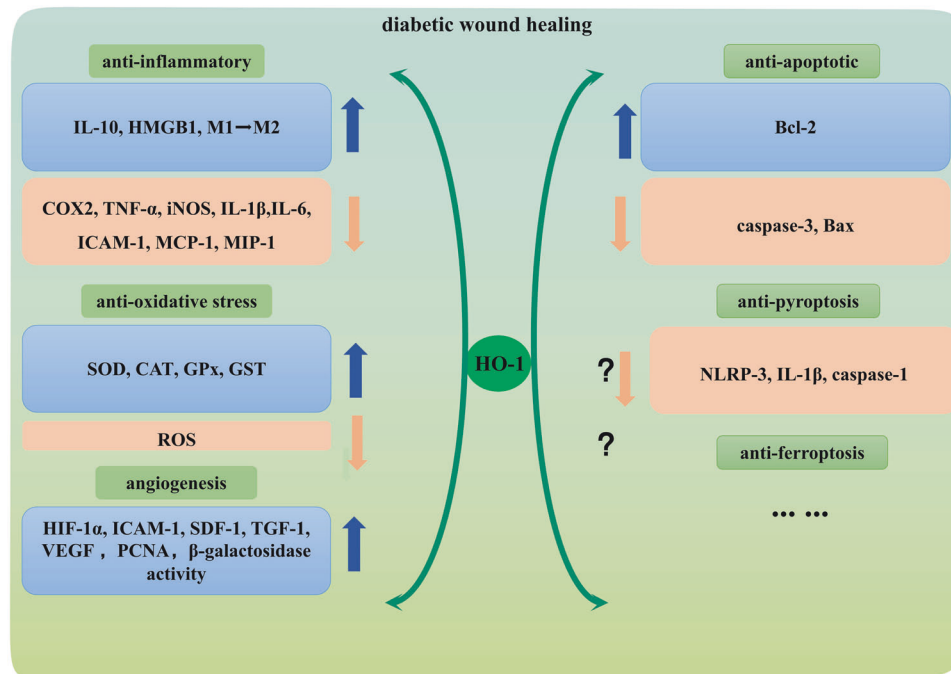 diabetic wound healing
anti-inflammatory
IL-10, HMGB1, M1→M2
COX2, TNF-α, iNOS, IL-1β,IL-6,
ICAM-1, MCP-1, MIP-1
anti-oxidative stress
SOD, CAT, GPx, GST
ROS
angiogenesis
HIF-1α, ICAM-1, SDF-1, TGF-1,
VEGF , PCNA, β-galactosidase
activity
HO-1
anti-apoptotic
Bcl-2
caspase-3, Bax
anti-pyroptosis
?
NLRP-3, IL-1β, caspase-1
?
anti-ferroptosis
... ...